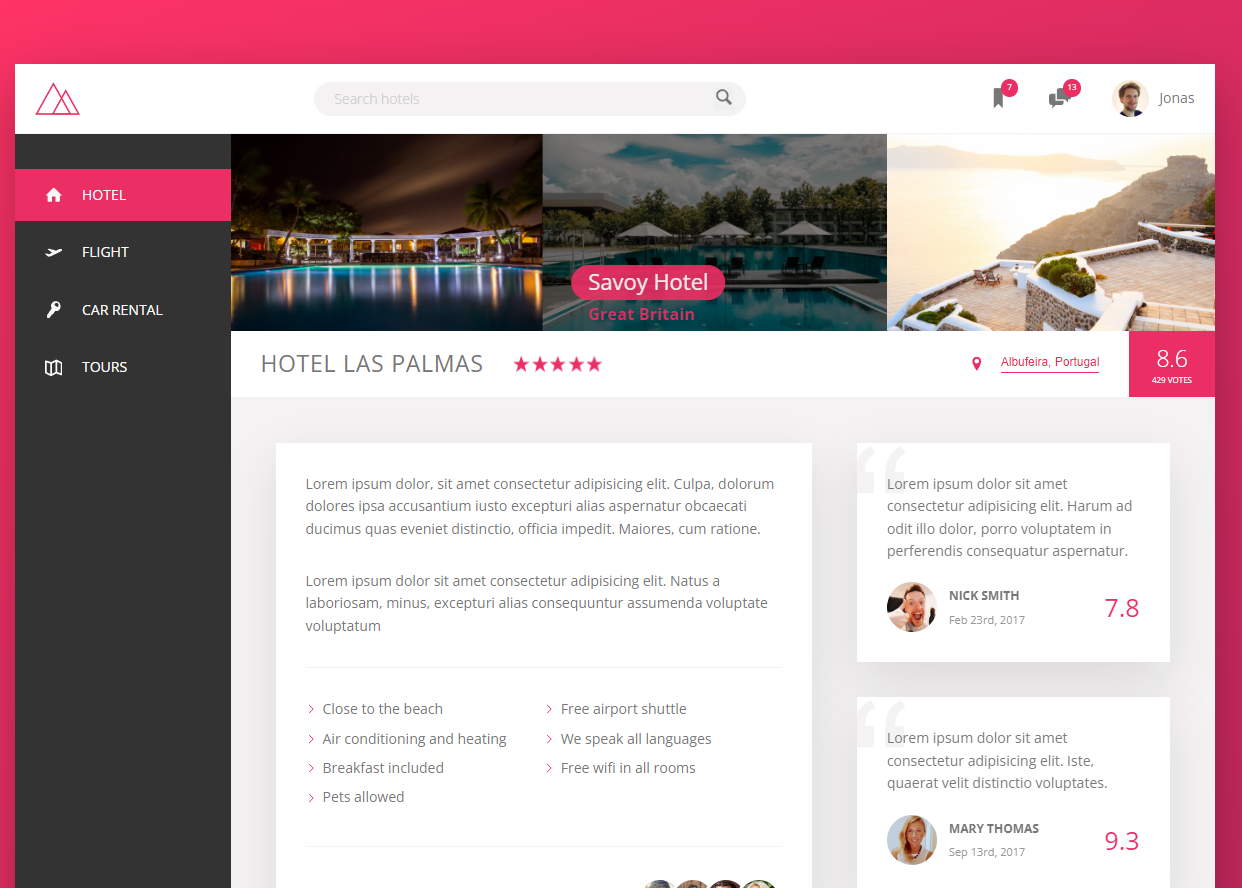 Search hotels
7
13
Jonas
HOTEL
FLIGHT
CAR RENTAL
TOURS
Savoy Hotel
Great Britain
HOTEL LAS PALMAS
Albufeira, Portugal
8.6
429 VOTES
Lorem ipsum dolor, sit amet consectetur adipisicing elit. Culpa, dolorum
dolores ipsa accusantium iusto excepturi alias aspernatur obcaecati
ducimus quas eveniet distinctio, officia impedit. Maiores, cum ratione.
Lorem ipsum dolor sit amet consectetur adipisicing elit. Natus a
laboriosam, minus, excepturi alias consequuntur assumenda voluptate
voluptatum
Close to the beach
Air conditioning and heating
Breakfast included
Pets allowed
Free airport shuttle
We speak all languages
Free wifi in all rooms
“
Lorem ipsum dolor sit amet
consectetur adipisicing elit. Harum ad
odit illo dolor, porro voluptatem in
perferendis consequatur aspernatur.
NICK SMITH
Feb 23rd, 2017
7.8
“
Lorem ipsum dolor sit amet
consectetur adipisicing elit. Iste,
quaerat velit distinctio voluptates.
MARY THOMAS
Sep 13rd, 2017
9.3